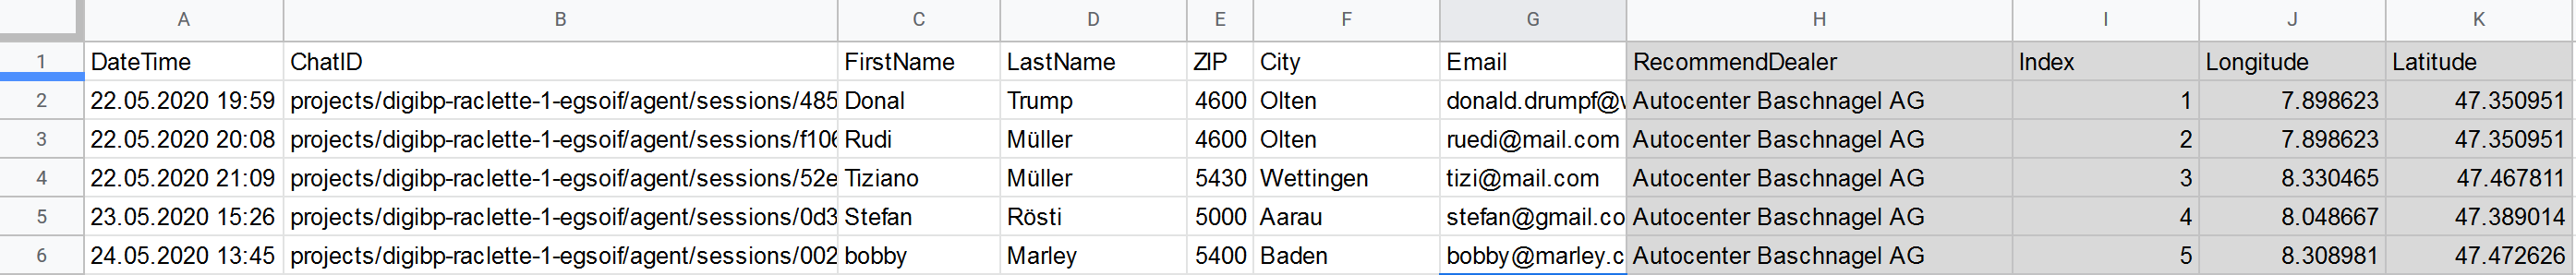 A B C D E F G H I J K
1 DateTime ChatID FirstName LastName ZIP City Email RecommendDealer Index Longitude Latitude
2 22.05.2020 19:59 projects/digibp-raclette-1-egsoif/agent/sessions/485 Donal Trump 4600 Olten donald.drumpf@w Autocenter Baschnagel AG 1 7.898623 47.350951
3 22.05.2020 20:08 projects/digibp-raclette-1-egsoif/agent/sessions/f106 Rudi Müller 4600 Olten ruedi@mail.com Autocenter Baschnagel AG 2 7.898623 47.350951
4 22.05.2020 21:09 projects/digibp-raclette-1-egsoif/agent/sessions/52e Tiziano Müller 5430 Wettingen tizi@mail.com Autocenter Baschnagel AG 3 8.330465 47.467811
5 23.05.2020 15:26 projects/digibp-raclette-1-egsoif/agent/sessions/0d3 Stefan Rösti 5000 Aarau stefan@gmail.co Autocenter Baschnagel AG 4 8.048667 47.389014
6 24.05.2020 13:45 projects/digibp-raclette-1-egsoif/agent/sessions/002 bobby Marley 5400 Baden bobby@marley.c Autocenter Baschnagel AG 5 8.308981 47.472626